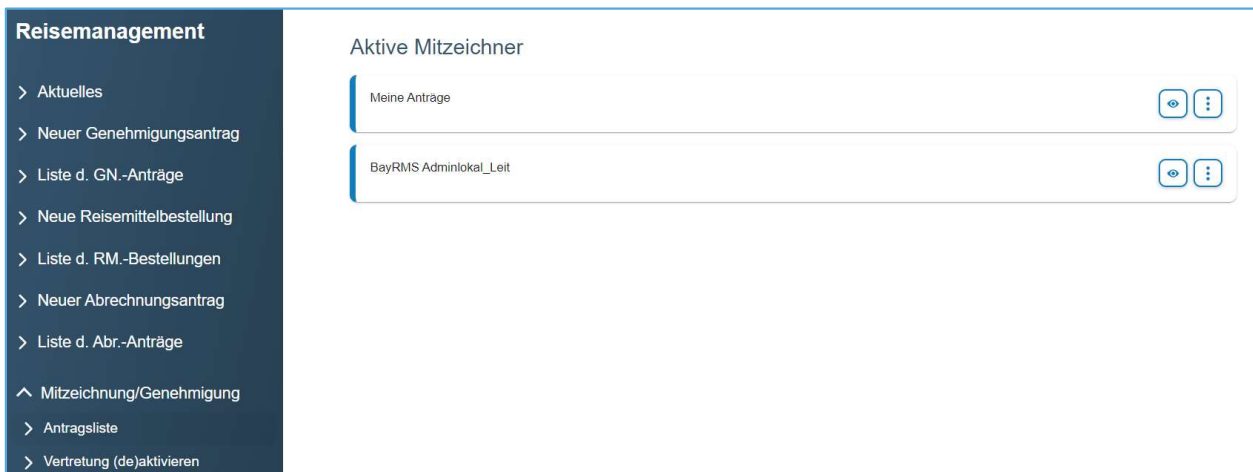 Reisemanagement
Aktuelles
Neuer Genehmigungsantrag
Liste d. GN.-Anträge
Neue Reisemittelbestellung
Liste d. RM.-Bestellungen
Neuer Abrechnungsantrag
Liste d. Abr.-Anträge
Mitzeichnung/Genehmigung
Antragsliste
Vertretung (de)aktivieren
Aktive Mitzeichner
Meine Anträge
BayRMS Adminlokal_Leit